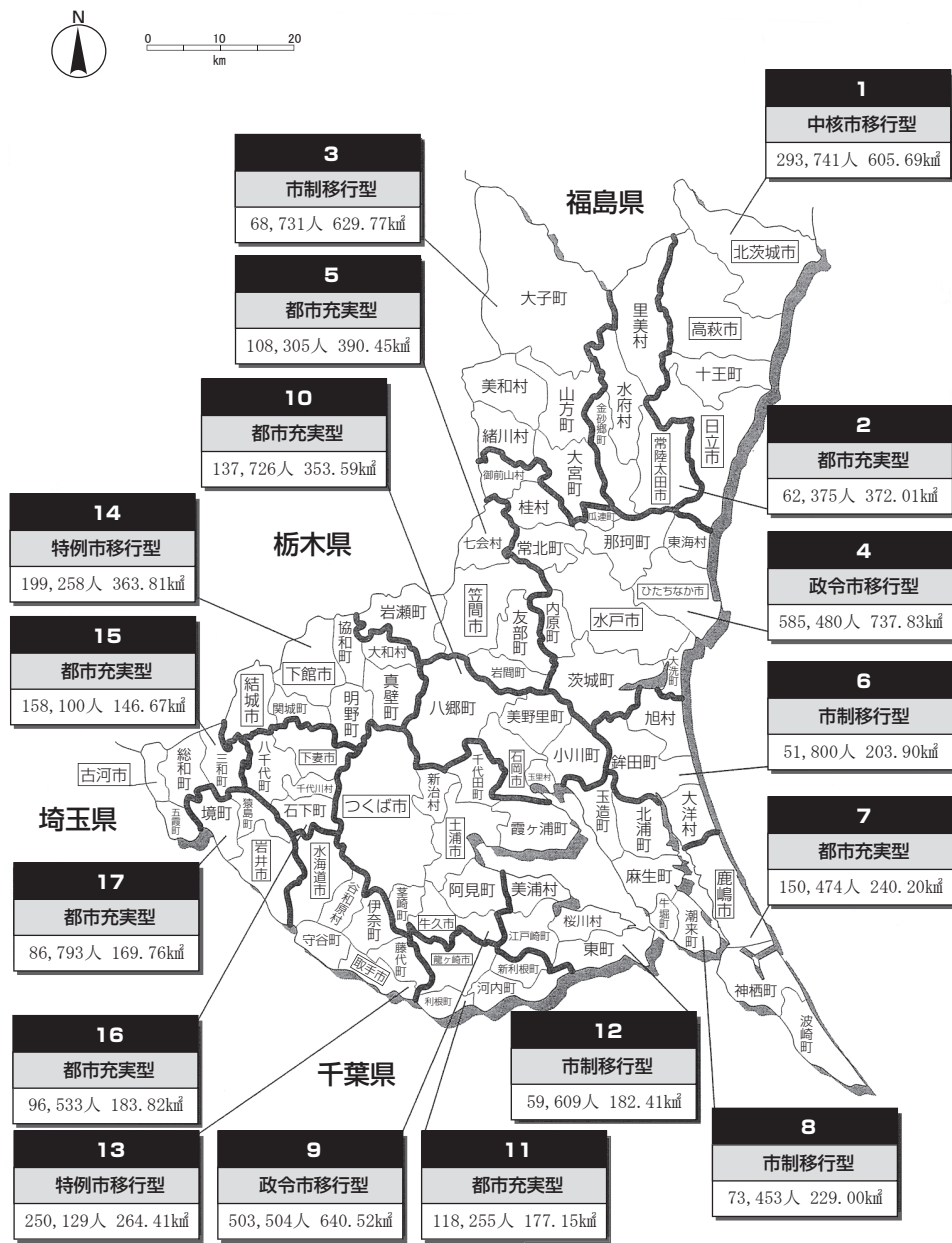 N
0 10 20
km
1
中核市移行型
293,741人 605.69k㎡
3
市制移行型
68,731人 629.77k㎡
福島県
北茨城市
5
都市充実型
108,305人 390.45k㎡
大子町
里美村
高萩市
十王町
美和村
山方町
金砂郷町
水府村
日立市
10
都市充実型
137,726人 353.59k㎡
緒川村
常陸太田市
2
都市充実型
62,375人 372.01k㎡
御前山村
大宮町
桂村
瓜連町
那珂町
東海村
14
特例市移行型
199,258人 363.81k㎡
栃木県
七会村
常北町
4
政令市移行型
585,480人 737.83k㎡
ひたちなか市
笠間市
友部町
内原町
水戸市
岩瀬町
協和町
大和村
岩間町
大洗町
茨城町
15
都市充実型
158,100人 146.67k㎡
下館市
結城市
関城町
明野町
真壁町
八郷町
美野里町
旭村
6
市制移行型
51,800人 203.90k㎡
小川町
鉾田町
古河市
総和町
三和町
八千代町
下妻市
千代川村
つくば市
新治村
千代田町
石岡市
玉里村
玉造町
北浦町
大洋村
埼玉県
五霞町
境町
猿島町
石下町
岩井市
水海道市
土浦市
霞ヶ浦町
7
都市充実型
150,474人 240.20k㎡
麻生町
鹿嶋市
17
都市充実型
86,793人 169.76k㎡
谷和原村
伊奈町
茎崎町
阿見町
美浦村
牛堀町
潮来町
守谷町
取手市
藤代町
牛久市
龍ヶ崎市
江戸崎町
桜川村
東町
新利根町
利根町
河内町
神栖町
波崎町
16
都市充実型
96,533人 183.82k㎡
千葉県
12
市制移行型
59,609人 182.41k㎡
13
特例市移行型
250,129人 264.41k㎡
9
政令市移行型
503,504人 640.52k㎡
11
都市充実型
118,255人 177.15k㎡
8
市制移行型
73,453人 229.00k㎡